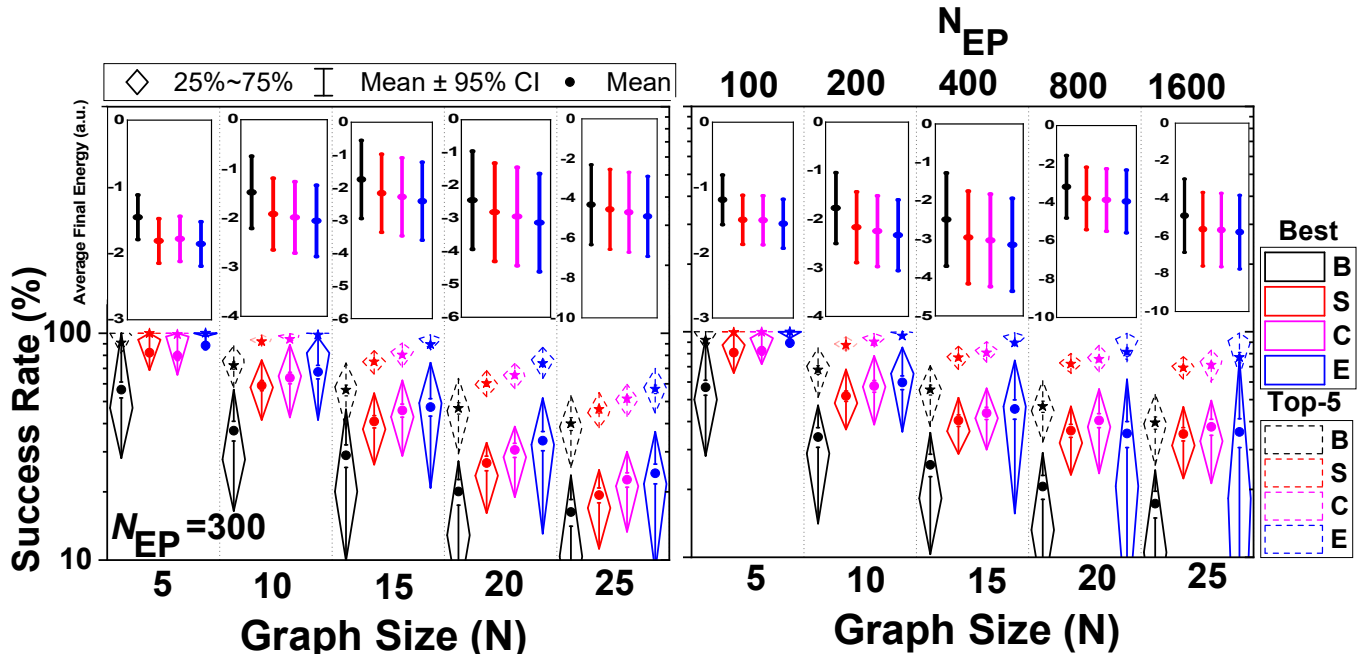 N_EP
25%~75% Mean ± 95% CI Mean
100 200 400 800 1600
Average Final Energy (a.u.)
0 -1 -2 -3
0 -1 -2 -3 -4
0 -1 -2 -3 -4 -5 -6
0 -1 -2 -3 -4 -5 -6
0 -2 -4 -6 -8 -10
0 -1 -2 -3
0 -1 -2 -3 -4
0 -1 -2 -3 -4 -5
0 -2 -4 -6 -8 -10
0 -2 -4 -6 -8 -10
Success Rate (%)
100
10
N_EP=300
5 10 15 20 25
Graph Size (N)
5 10 15 20 25
Graph Size (N)
Best
B
S
C
E
Top-5
B
S
C
E